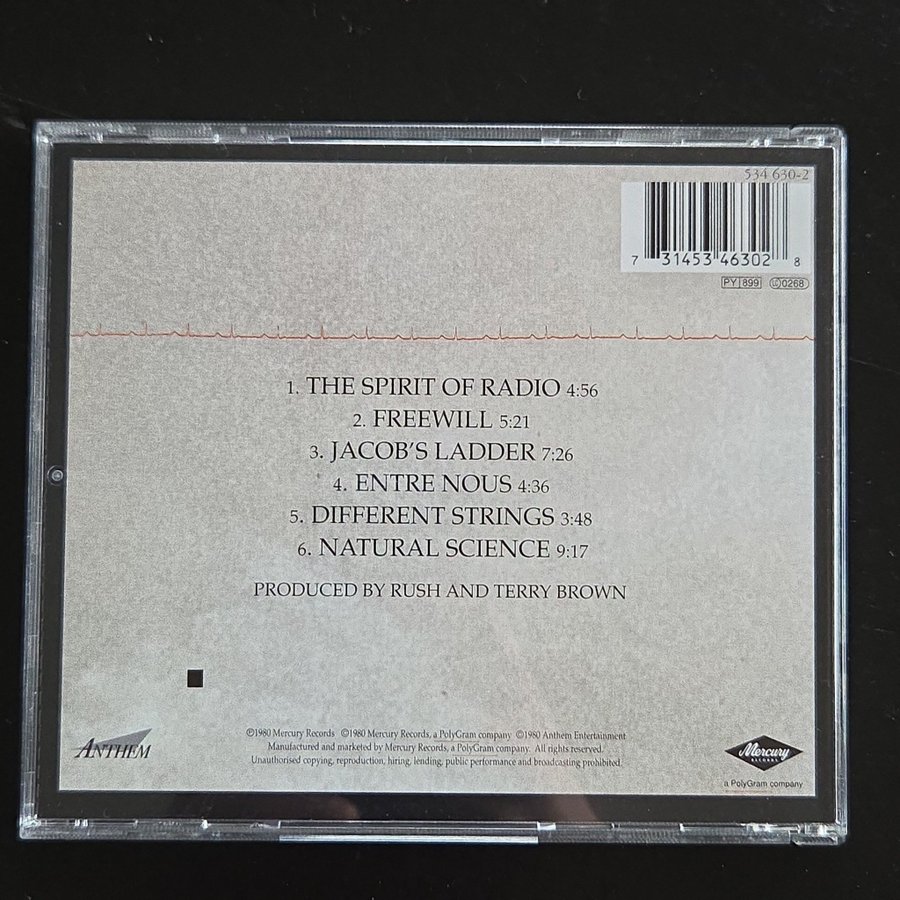 534 630-2
7 31453 46302 8
PY 899 LC 0268
1. THE SPIRIT OF RADIO 4:56
2. FREEWILL 5:21
3. JACOB'S LADDER 7:26
4. ENTRE NOUS 4:36
5. DIFFERENT STRINGS 3:48
6. NATURAL SCIENCE 9:17
PRODUCED BY RUSH AND TERRY BROWN
ANTHEM
℗1980 Mercury Records ©1980 Mercury Records, a PolyGram company ©1980 Anthem Entertainment
Manufactured and marketed by Mercury Records, a PolyGram company. All rights reserved.
Unauthorised copying, reproduction, hiring, lending, public performance and broadcasting prohibited.
Mercury
RECORDS
a PolyGram company